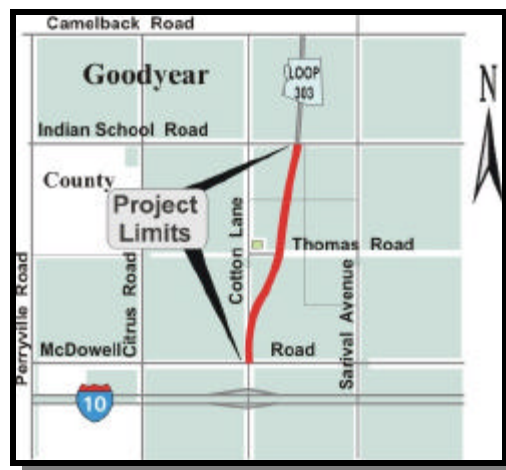 Camelback Road
Goodyear
LOOP
303
N
Indian School Road
County
Project
Limits
Cotton Lane
Thomas Road
Perryville Road
Citrus Road
Sarival Avenue
McDowell
Road
10